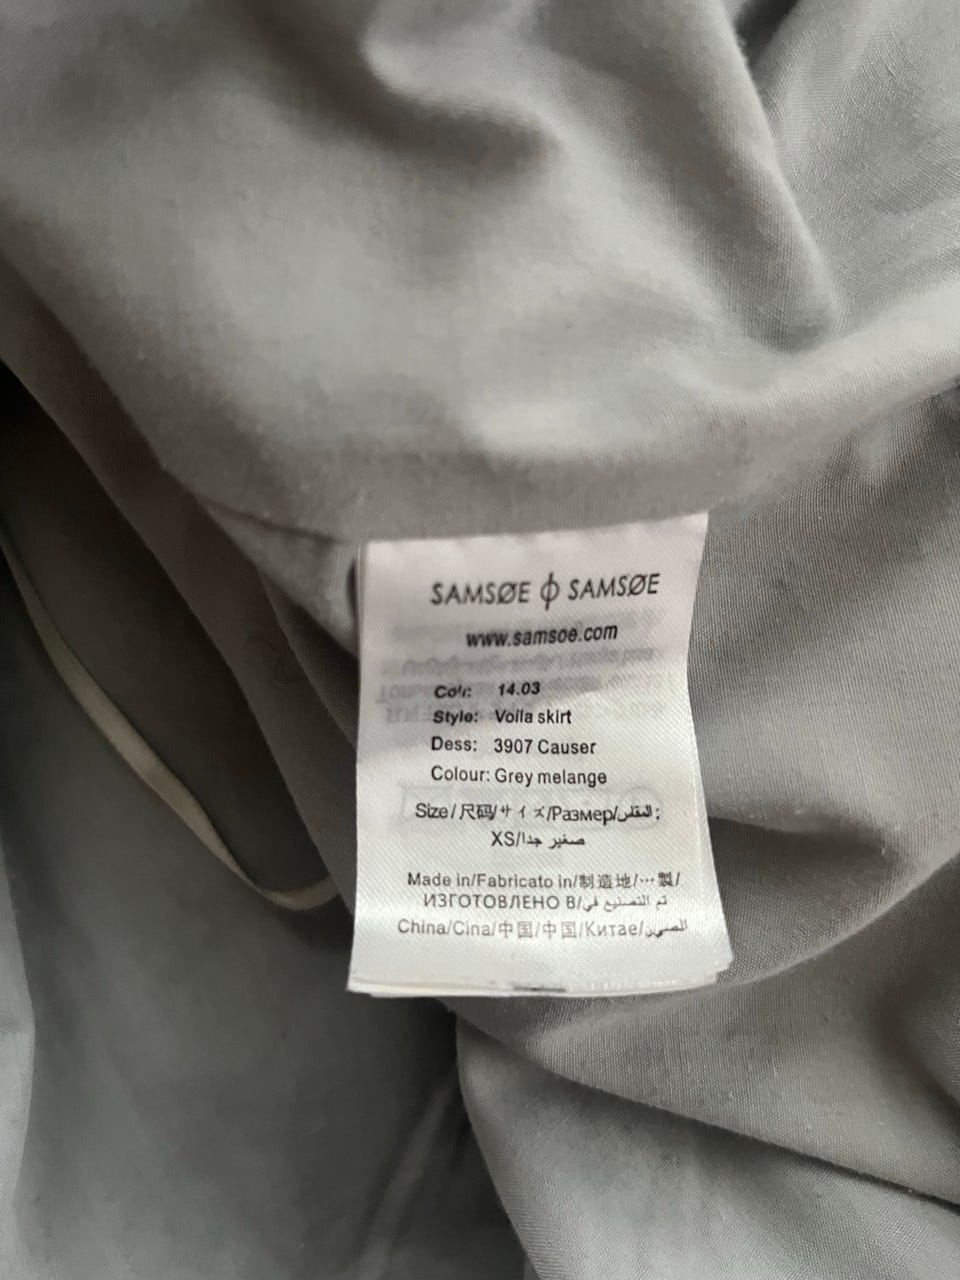 SAMSØE ϕ SAMSØE
www.samsoe.com
Coll: 14.03
Style: Voila skirt
Dess: 3907 Causer
Colour: Grey melange
Size/尺码/サイズ/Размер/المقاس:
XS/صغير جدا
Made in/Fabricato in/制造地/…製/
ИЗГОТОВЛЕНО В/تم التصنيع في
China/Cina/中国/中国/Китае/الصين